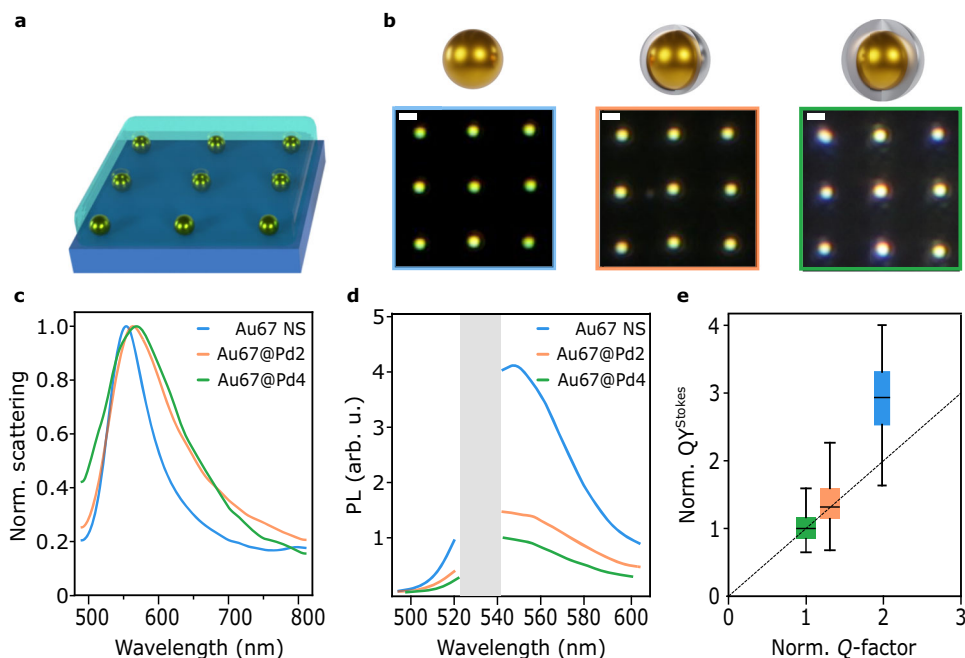 a
b
c
Norm. scattering
1.0
0.8
0.6
0.4
0.2
0
Au67 NS
Au67@Pd2
Au67@Pd4
500 600 700 800
Wavelength (nm)
d
PL (arb. u.)
5
4
3
2
1
0
Au67 NS
Au67@Pd2
Au67@Pd4
500 520 540 560 580 600
Wavelength (nm)
e
Norm. QY^Stokes
4
3
2
1
0
0 1 2 3
Norm. Q-factor